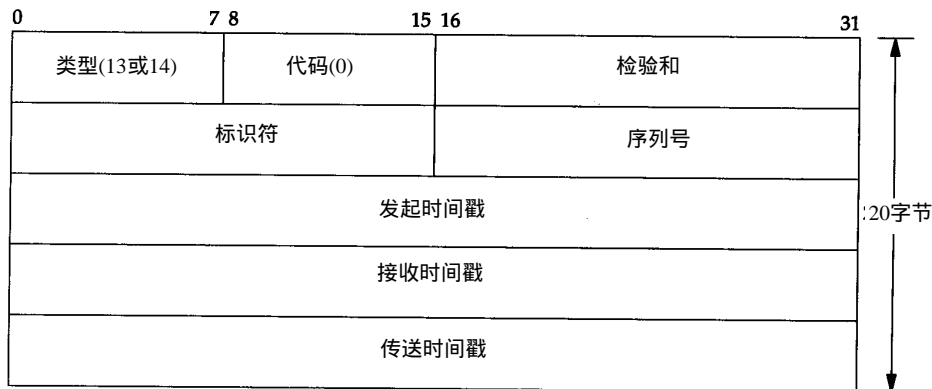 0 7 8 15 16 31
类型(13或14) 代码(0) 检验和
标识符 序列号
发起时间戳
20字节
接收时间戳
传送时间戳